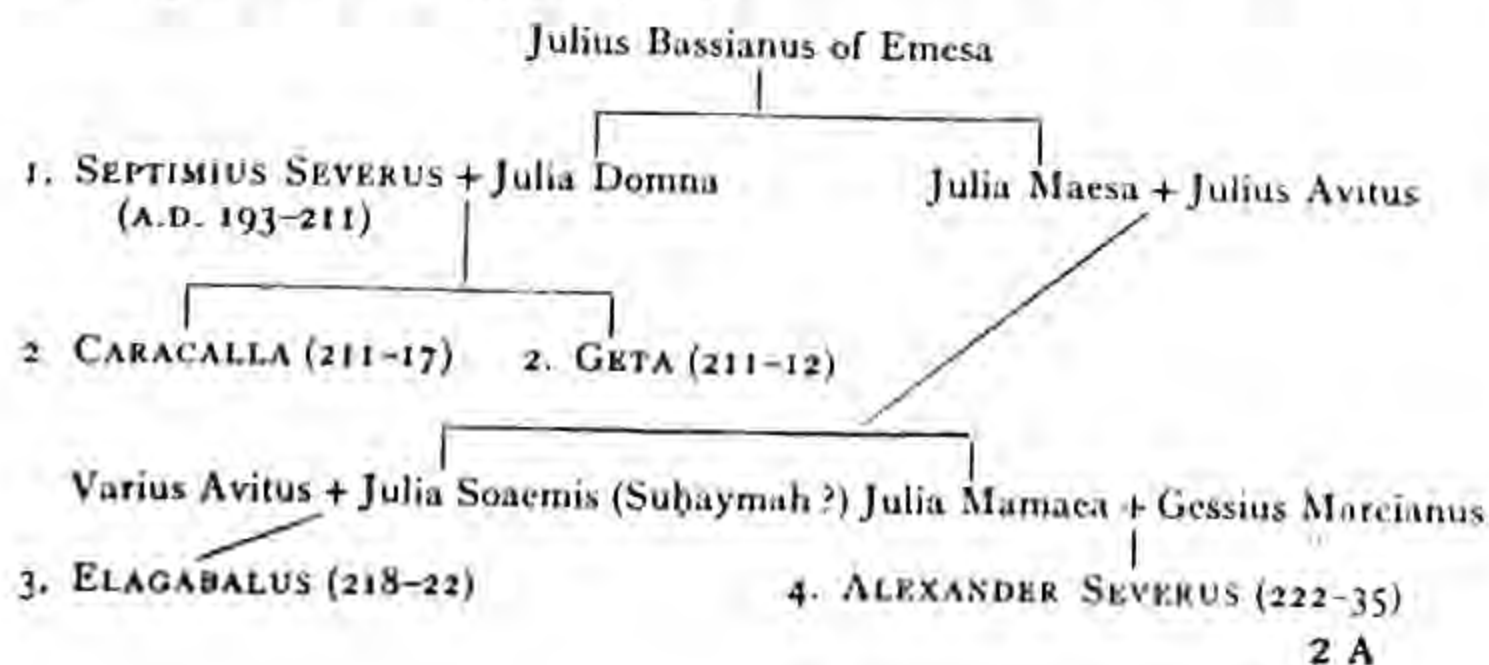 Julius Bassianus of Emesa
1. SEPTIMIUS SEVERUS + Julia Domna Julia Maesa + Julius Avitus
(A.D. 193-211)
2 CARACALLA (211-17) 2. GETA (211-12)
Varius Avitus + Julia Soaemis (Suḥaymah ?) Julia Mamaea + Gessius Marcianus
3. ELAGABALUS (218-22) 4. ALEXANDER SEVERUS (222-35)
2 A